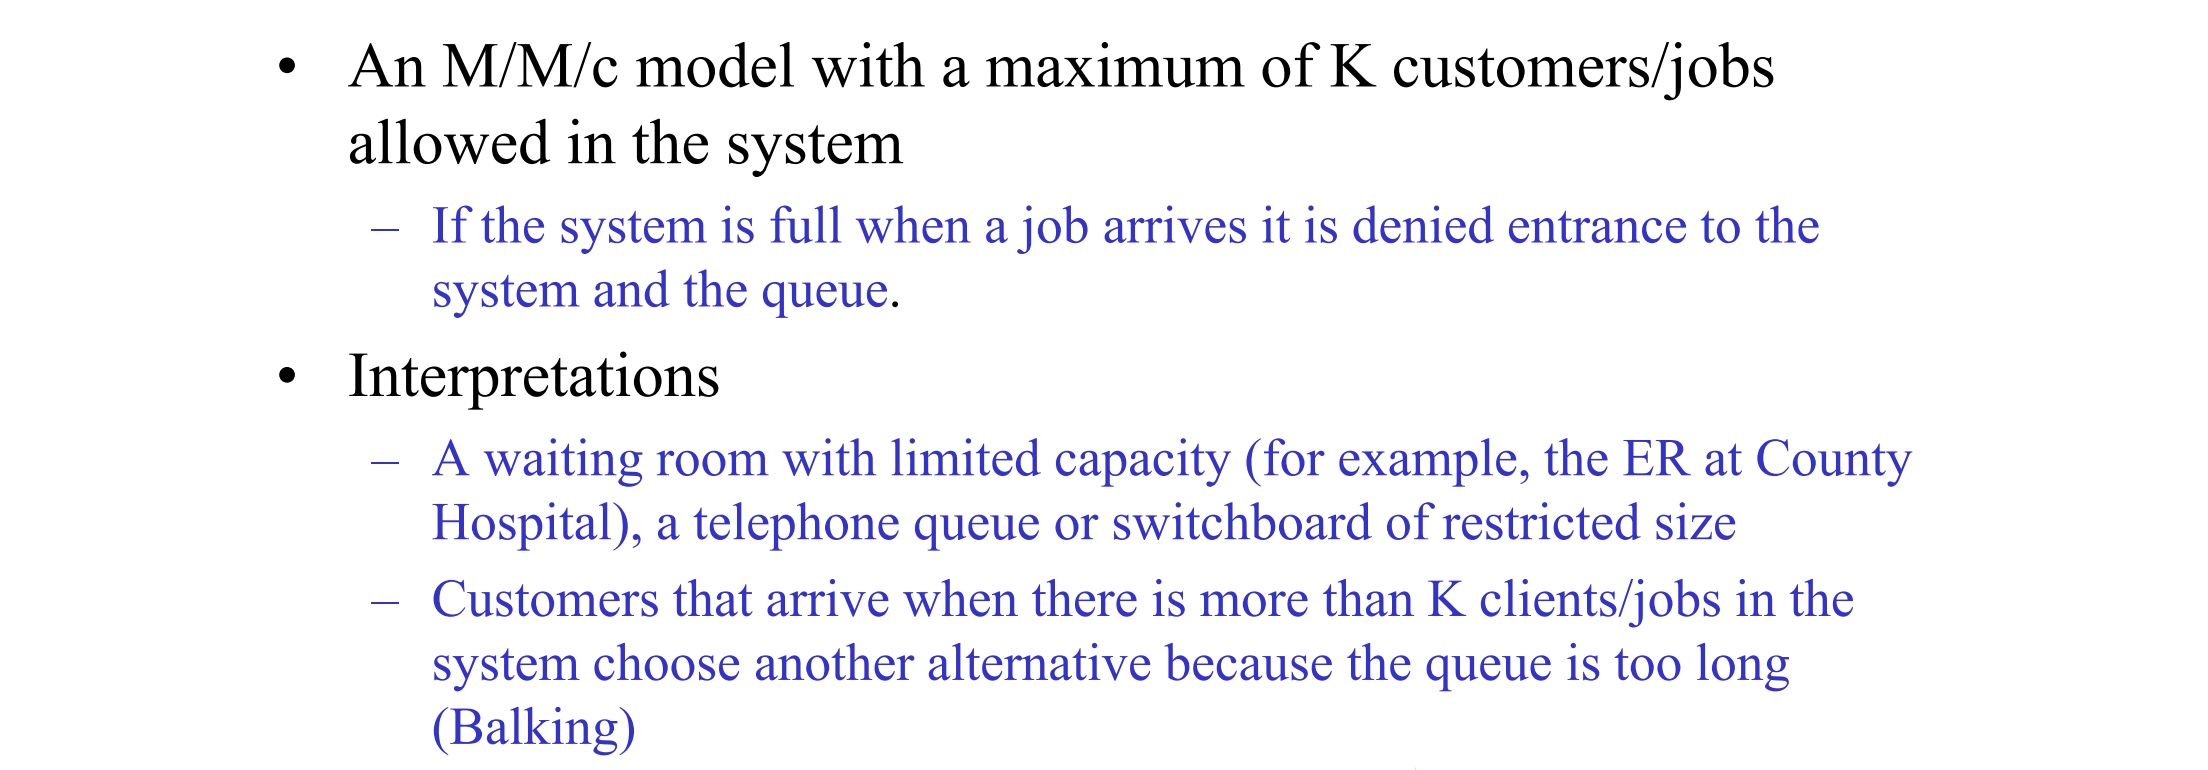 • An M/M/c model with a maximum of K customers/jobs
allowed in the system
– If the system is full when a job arrives it is denied entrance to the
system and the queue.
• Interpretations
– A waiting room with limited capacity (for example, the ER at County
Hospital), a telephone queue or switchboard of restricted size
– Customers that arrive when there is more than K clients/jobs in the
system choose another alternative because the queue is too long
(Balking)